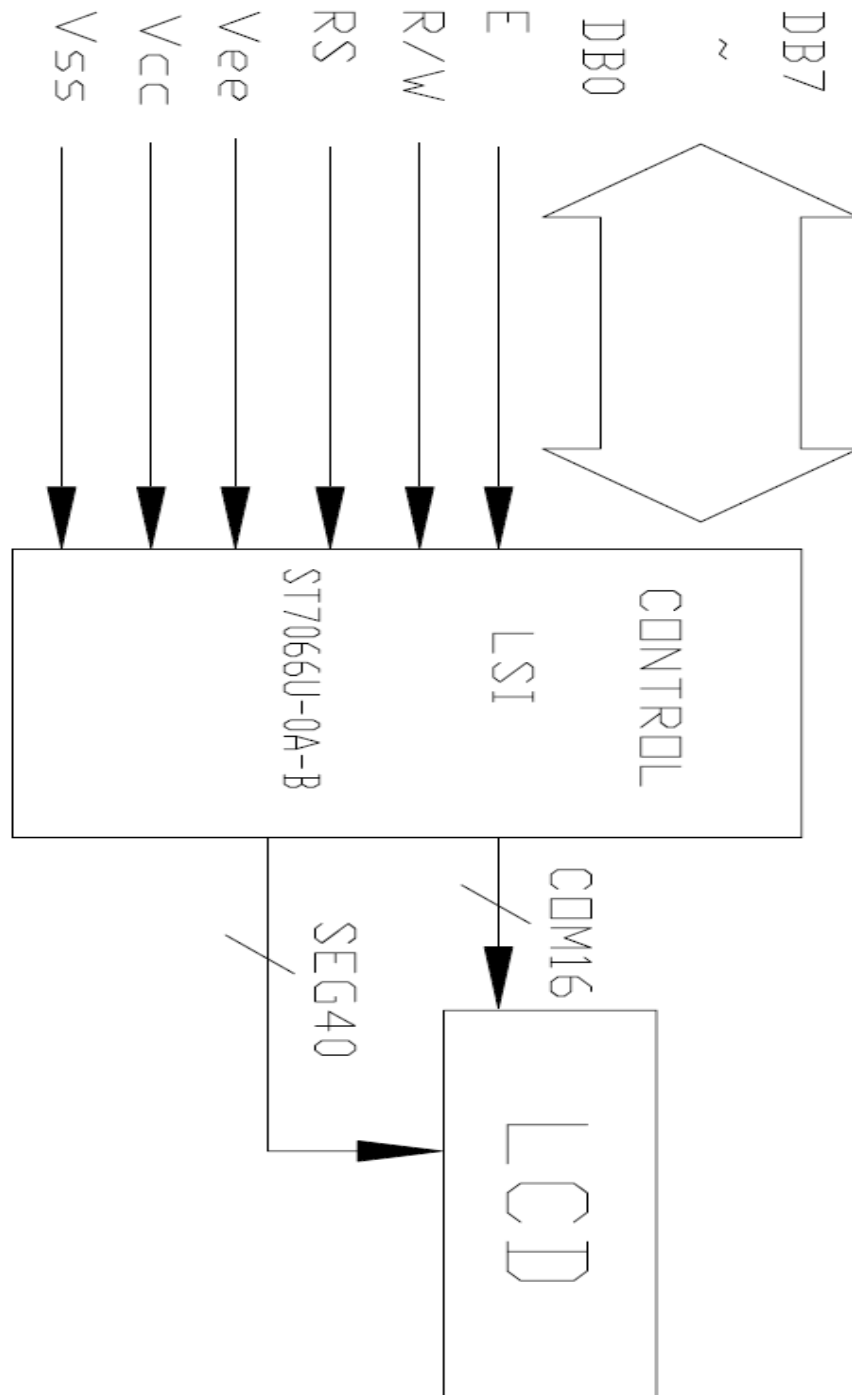 DB7
~
DB0
E
R/W
RS
Vee
Vcc
Vss
CONTROL
LSI
ST7066U-0A-B
COM16
SEG40
LCD